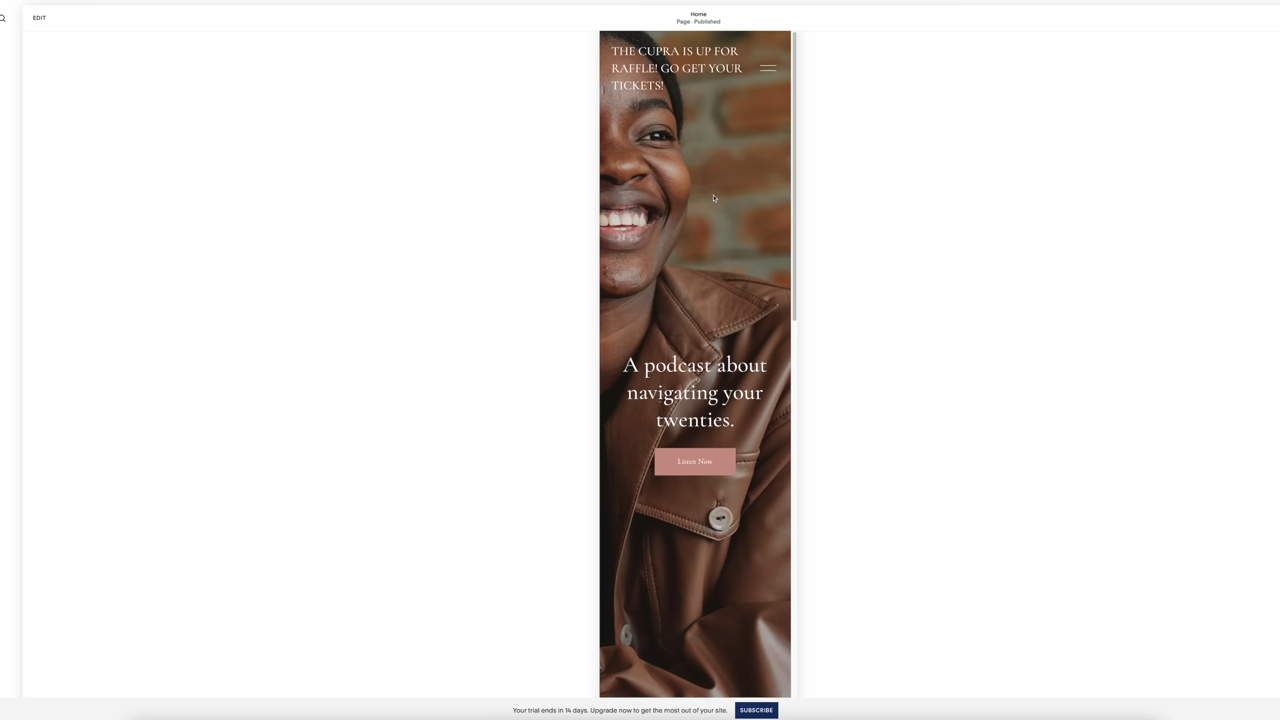 EDIT
Home
Page · Published
THE CUPRA IS UP FOR
RAFFLE! GO GET YOUR
TICKETS!
A podcast about
navigating your
twenties.
Listen Now
Your trial ends in 14 days. Upgrade now to get the most out of your site.
SUBSCRIBE